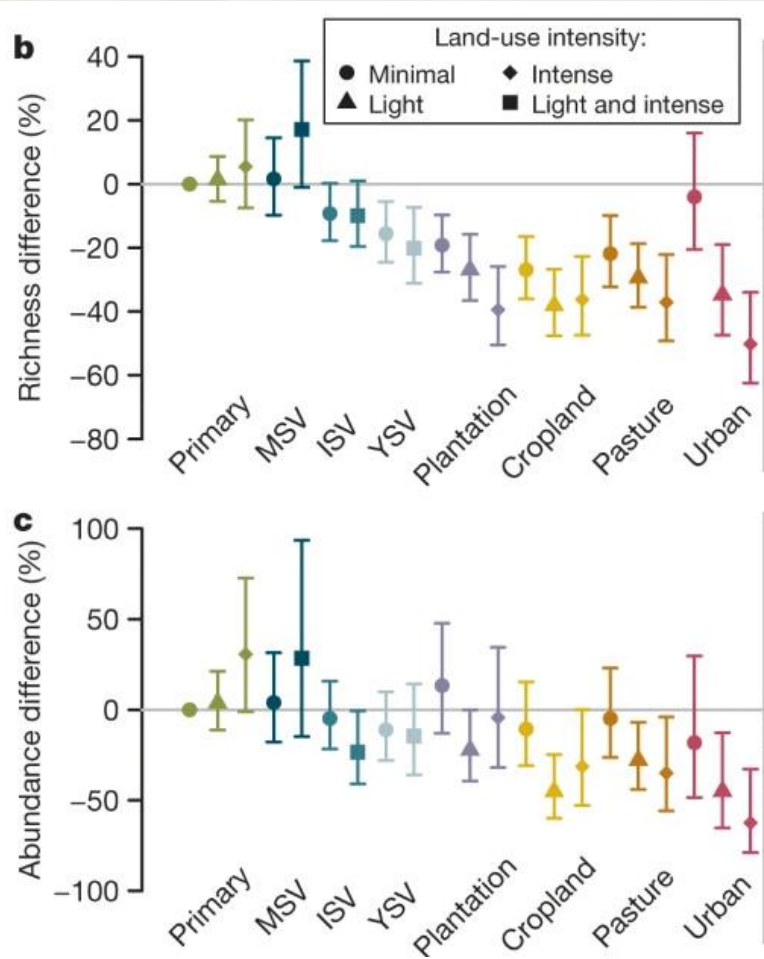 b
Land-use intensity:
Minimal
Intense
Light
Light and intense
Richness difference (%)
40
20
0
−20
−40
−60
−80
Primary
MSV
ISV
YSV
Plantation
Cropland
Pasture
Urban
c
Abundance difference (%)
100
50
0
−50
−100
Primary
MSV
ISV
YSV
Plantation
Cropland
Pasture
Urban